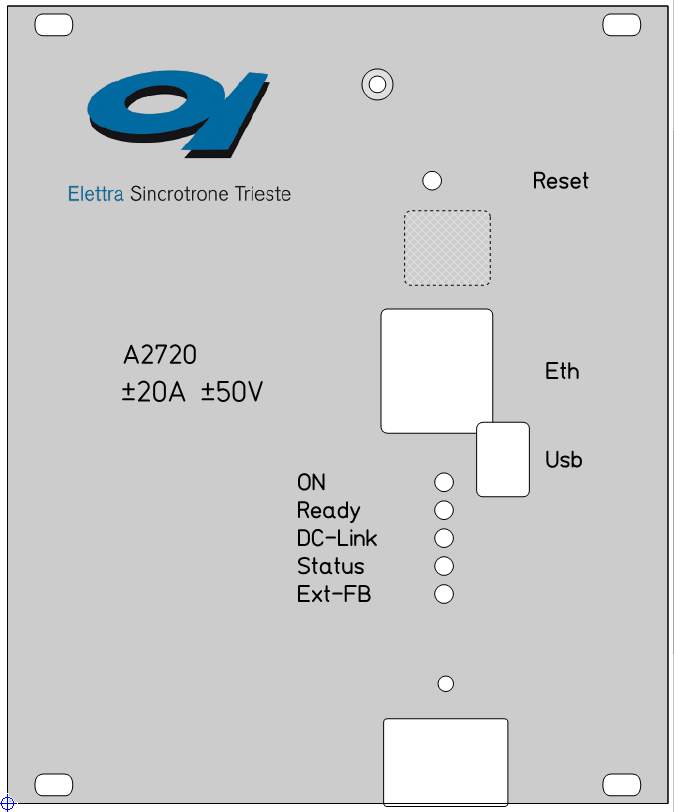 Elettra Sincrotrone Trieste
Reset
A2720
±20A ±50V
Eth
Usb
ON
Ready
DC-Link
Status
Ext-FB